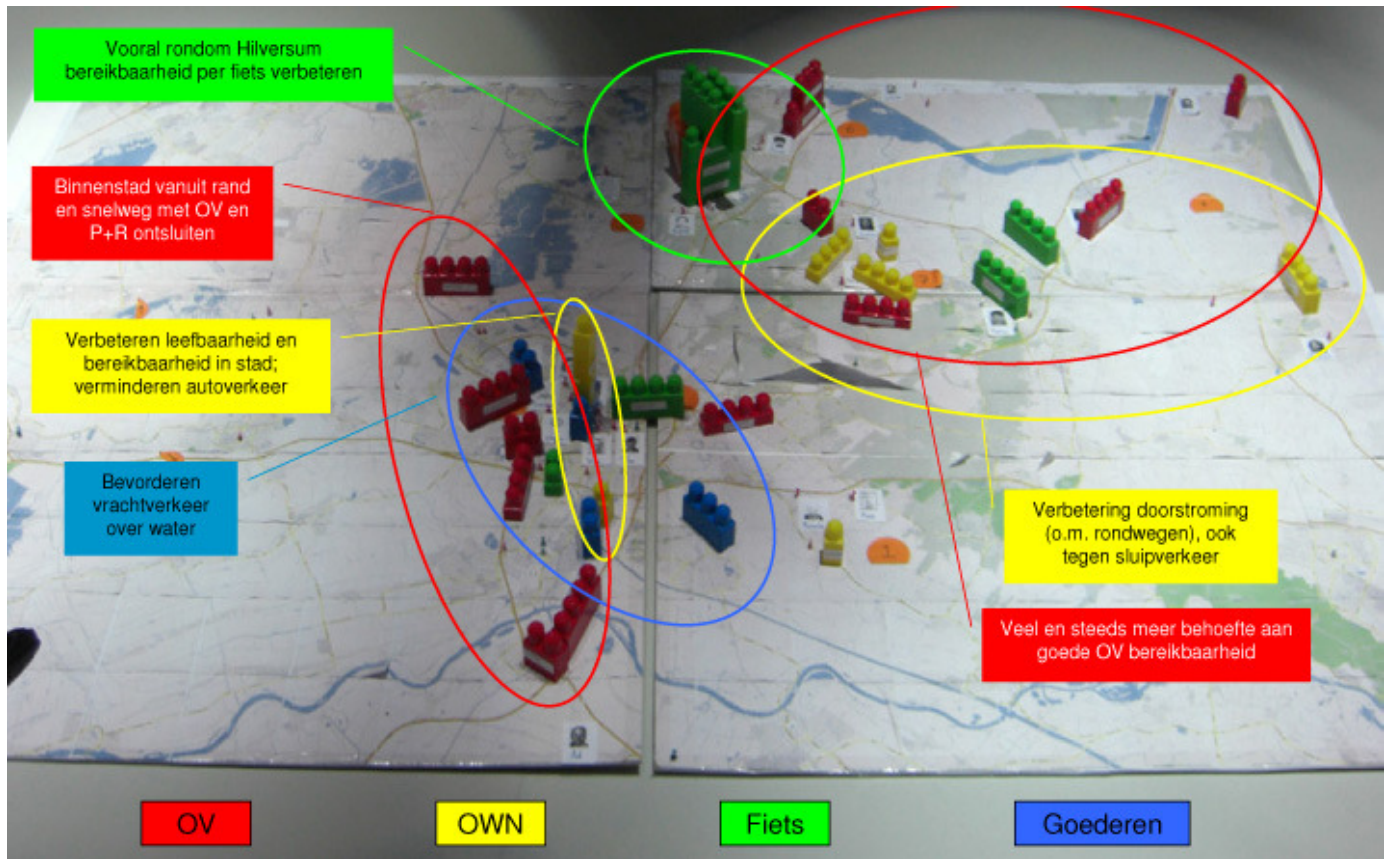 Vooral rondom Hilversum
bereikbaarheid per fiets verbeteren
Binnenstad vanuit rand
en snelweg met OV en
P+R ontsluiten
Verbeteren leefbaarheid en
bereikbaarheid in stad;
verminderen autoverkeer
Bevorderen
vrachtverkeer
over water
Verbetering doorstroming
(o.m. rondwegen), ook
tegen sluipverkeer
Veel en steeds meer behoefte aan
goede OV bereikbaarheid
1
OV
OWN
Fiets
Goederen